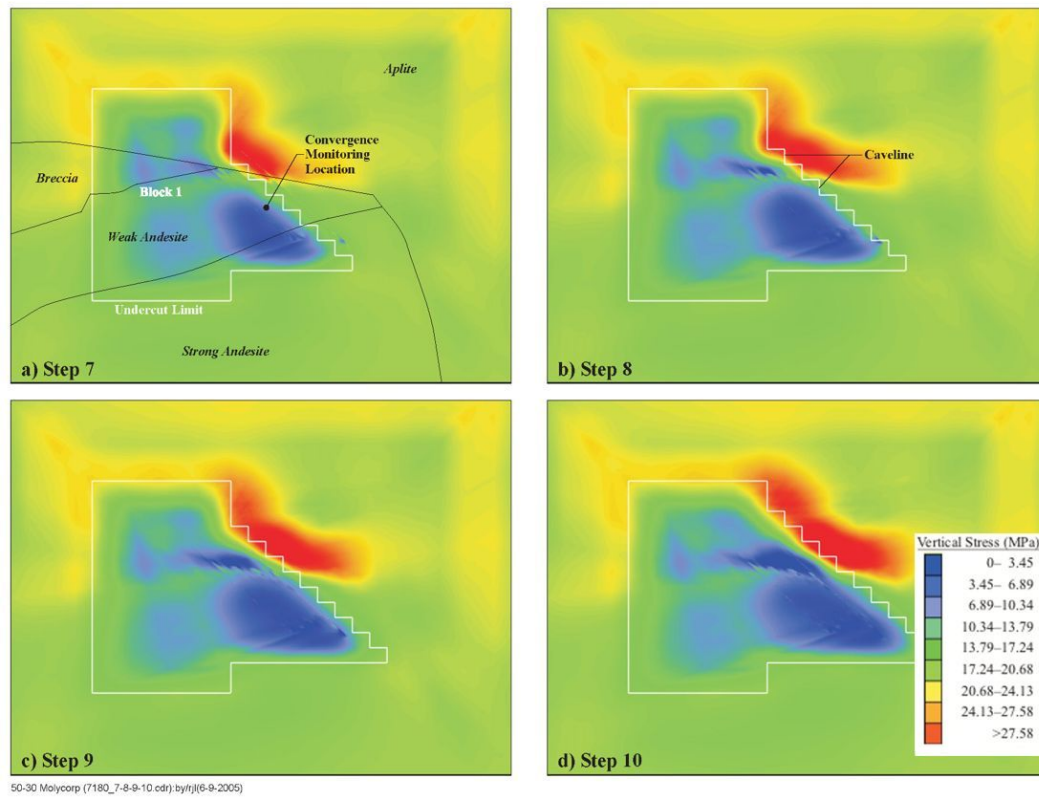 Aplite
Convergence
Monitoring
Location
Breccia
Block 1
Weak Andesite
Undercut Limit
Strong Andesite
a) Step 7
Caveline
b) Step 8
c) Step 9
Vertical Stress (MPa)
0– 3.45
3.45– 6.89
6.89–10.34
10.34–13.79
13.79–17.24
17.24–20.68
20.68–24.13
24.13–27.58
>27.58
d) Step 10
50-30 Molycorp (7180_7-8-9-10.cdr):by/rjl(6-9-2005)